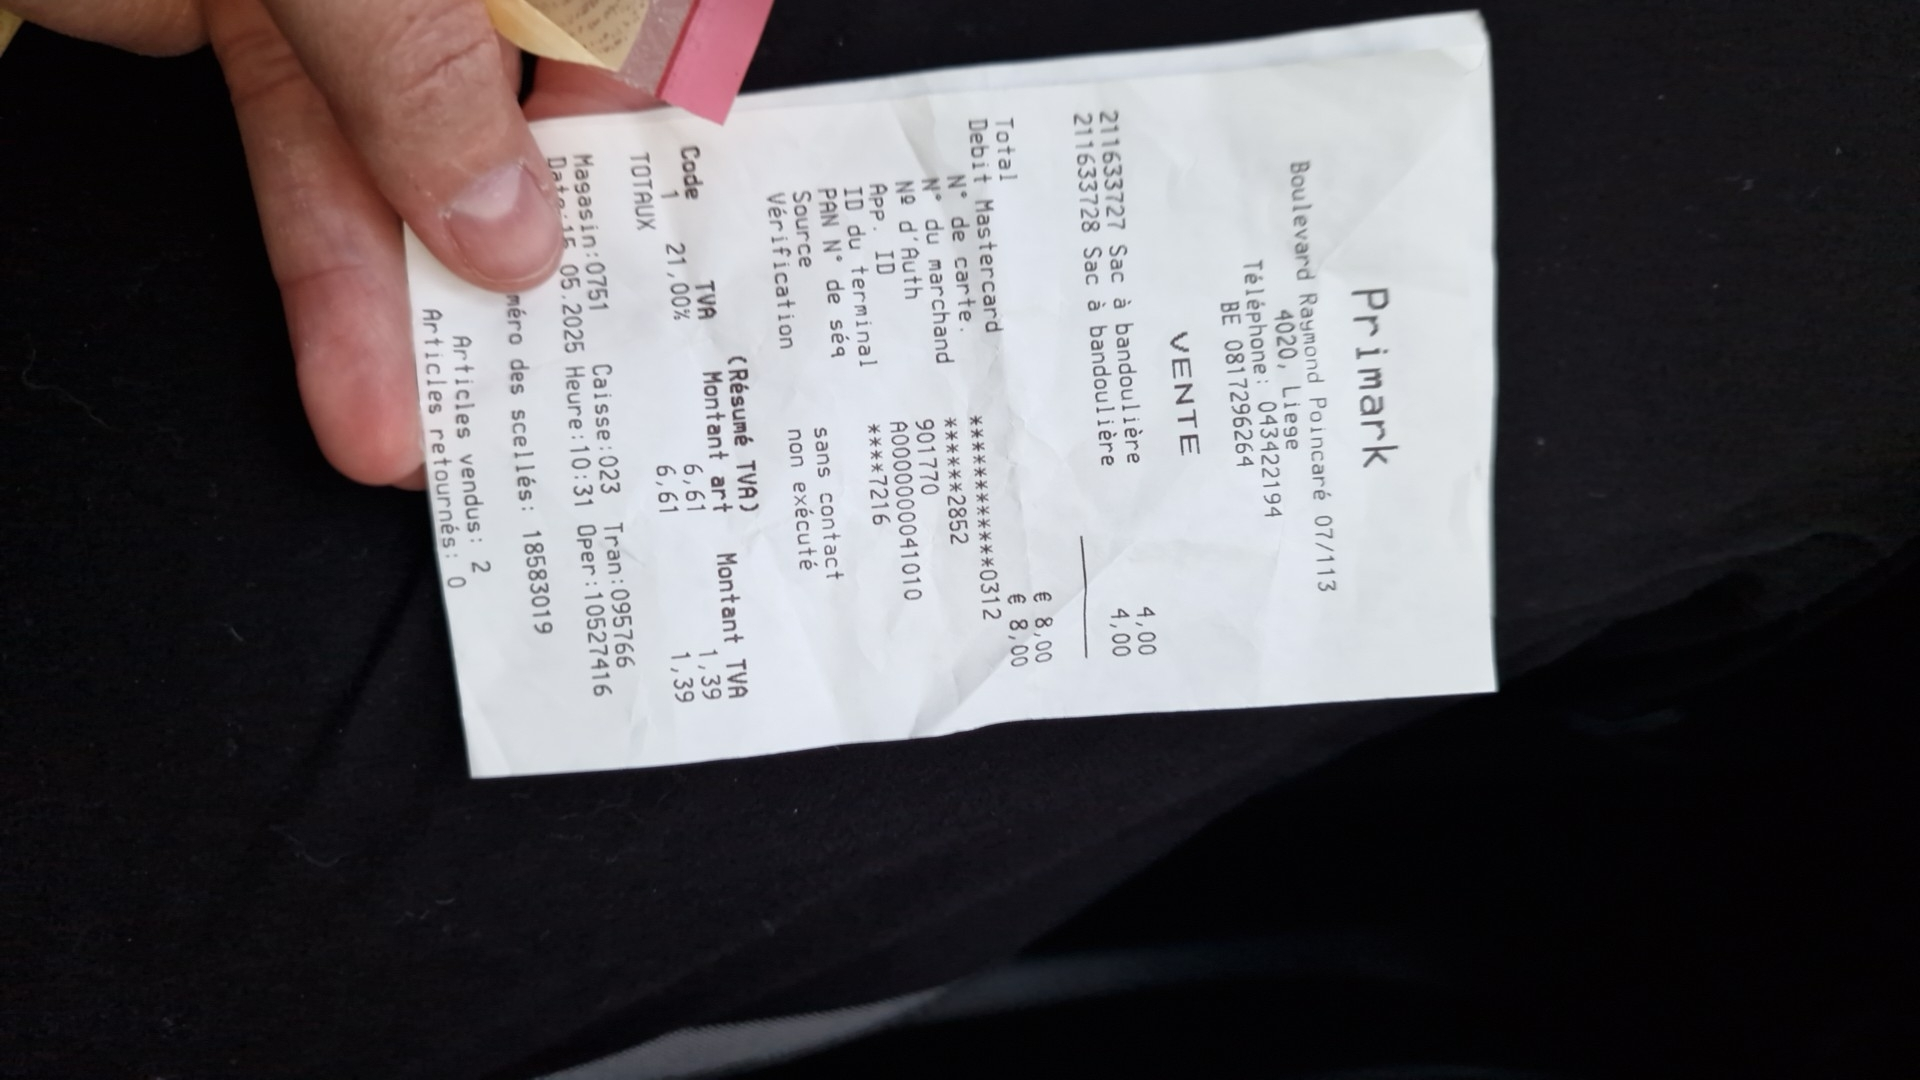 Primark
Boulevard Raymond Poincaré 07/113
4020, Liege
Téléphone: 043422194
BE 0817296264
VENTE
211633727 Sac à bandoulière 4,00
211633728 Sac à bandoulière 4,00
Total € 8,00
Debit Mastercard € 8,00
N° de carte. ************0312
N° du marchand ******2852
Nº d'Auth 901770
App. ID A0000000041010
ID du terminal ****7216
PAN N° de séq
Source sans contact
Vérification non exécuté
(Résumé TVA)
Code TVA Montant art Montant TVA
1 21,00% 6,61 1,39
TOTAUX 6,61 1,39
Magasin:0751 Caisse:023 Tran:095766
Date:15.05.2025 Heure:10:31 Oper:10527416
méro des scellés: 18583019
Articles vendus: 2
Articles retournés: 0